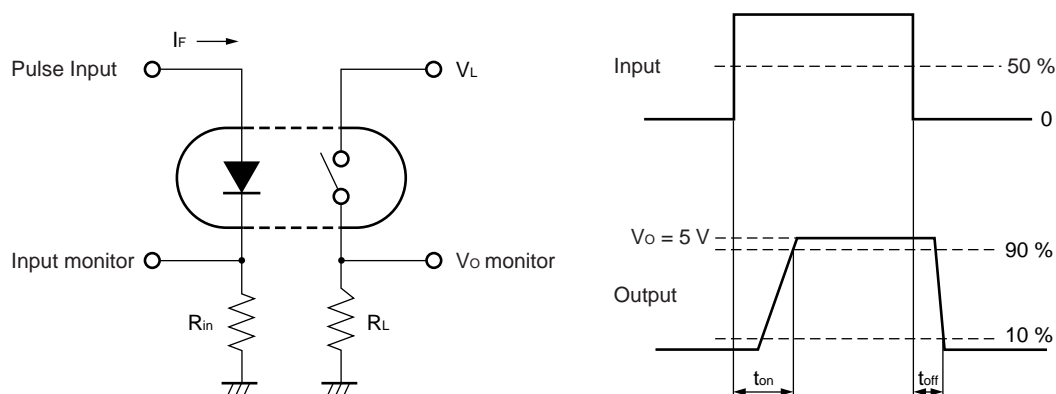 IF
Pulse Input
VL
Input monitor
VO monitor
Rin
RL
Input
50 %
0
VO = 5 V
90 %
Output
10 %
ton
toff